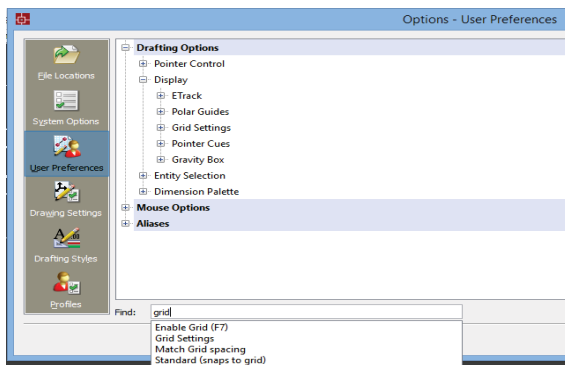 Options - User Preferences
File Locations
System Options
User Preferences
Drawing Settings
Drafting Styles
Profiles
Drafting Options
Pointer Control
Display
ETrack
Polar Guides
Grid Settings
Pointer Cues
Gravity Box
Entity Selection
Dimension Palette
Mouse Options
Aliases
Find: grid
Enable Grid (F7)
Grid Settings
Match Grid spacing
Standard (snaps to grid)